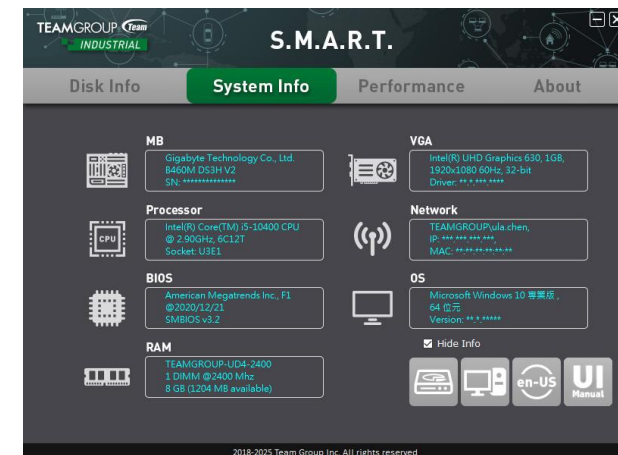 TEAMGROUP Team
INDUSTRIAL
S.M.A.R.T.
Disk Info
System Info
Performance
About
MB
Gigabyte Technology Co., Ltd.
B460M DS3H V2
SN: **************
Processor
Intel(R) Core(TM) i5-10400 CPU
@ 2.90GHz, 6C12T
Socket: U3E1
CPU
BIOS
American Megatrends Inc., F1
@2020/12/21
SMBIOS v3.2
RAM
TEAMGROUP-UD4-2400
1 DIMM @2400 Mhz
8 GB (1204 MB available)
VGA
Intel(R) UHD Graphics 630, 1GB,
1920x1080 60Hz, 32-bit
Driver: **.*.***.****
Network
TEAMGROUP\ula.chen,
IP: ***.***.***.***,
MAC: **:**:**:**:**:**
OS
Microsoft Windows 10 專業版 ,
64 位元
Version: **.*.*****
Hide Info
en-US
UI
Manual
2018-2025 Team Group Inc. All rights reserved